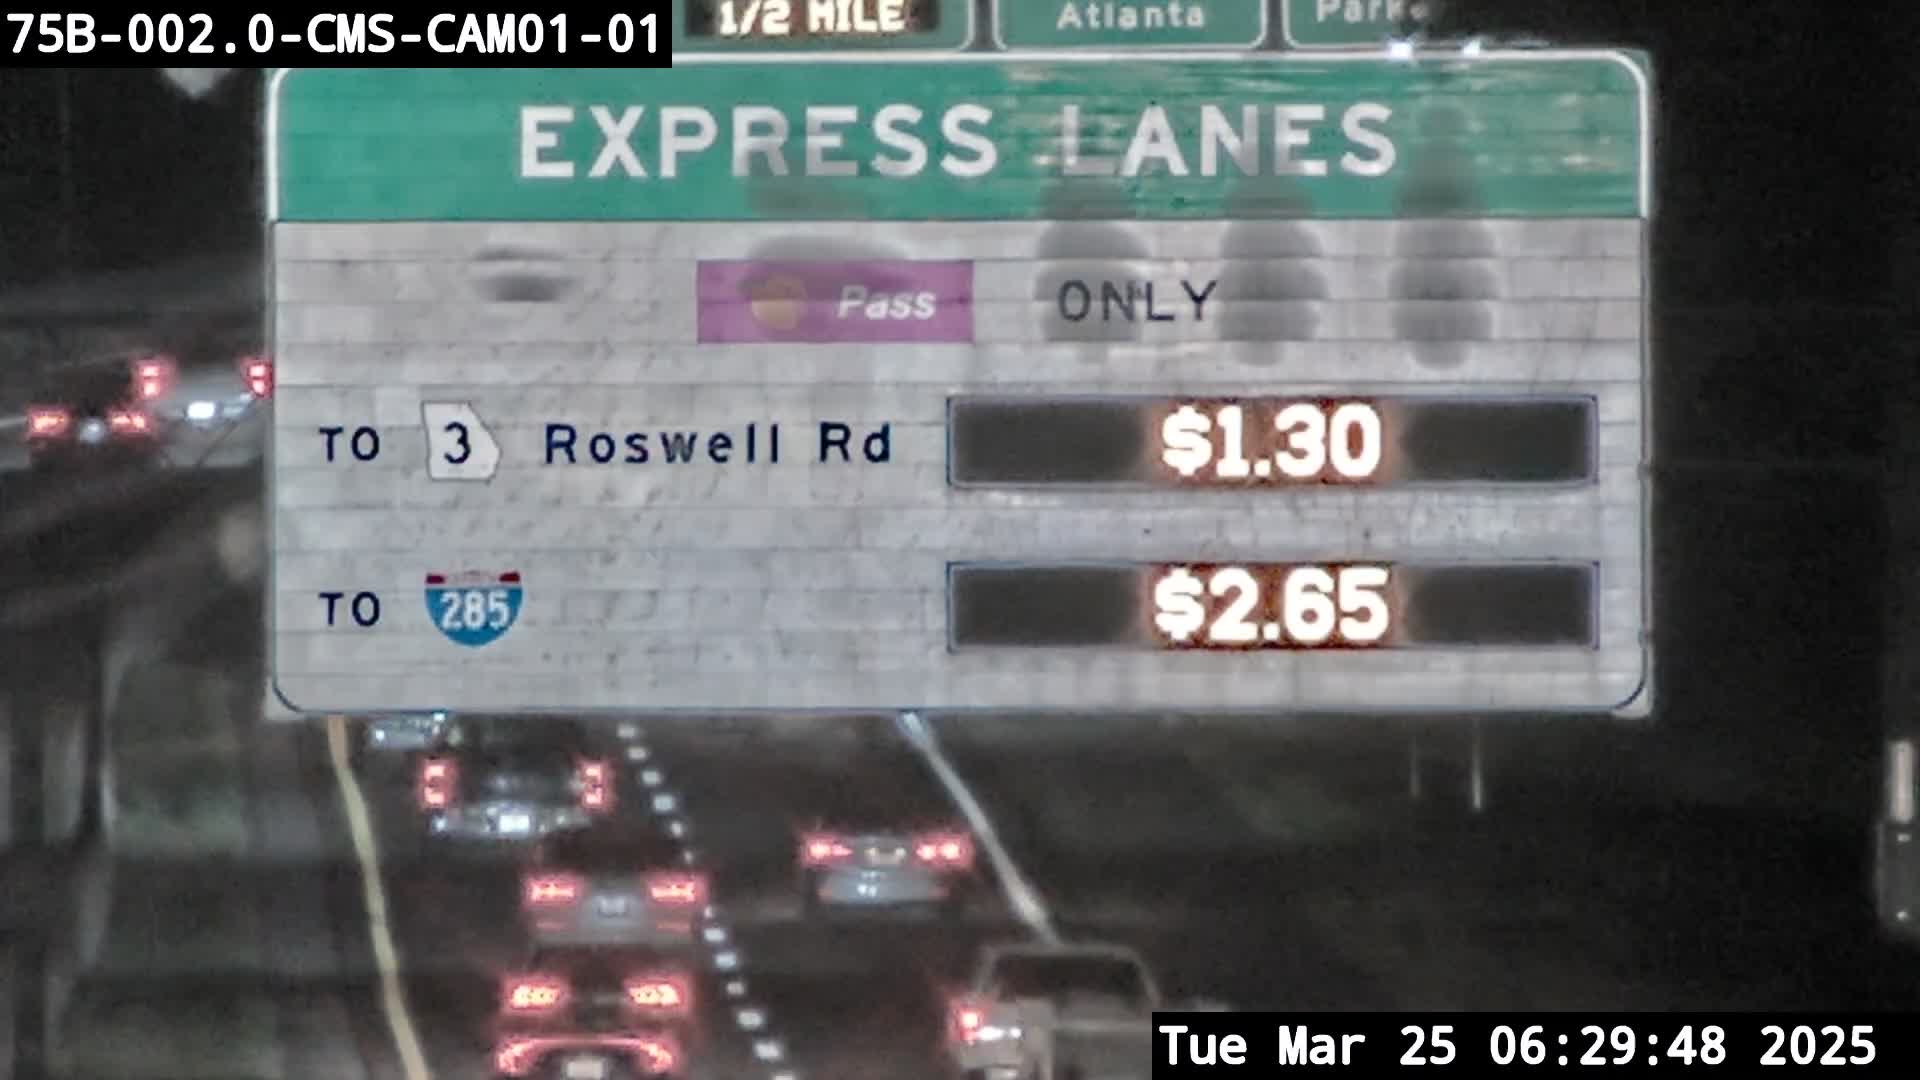 75B-002.0-CMS-CAM01-01
1/2 MILE
Atlanta
Park
EXPRESS LANES
Pass ONLY
TO 3 Roswell Rd $1.30
TO 285 $2.65
Tue Mar 25 06:29:48 2025